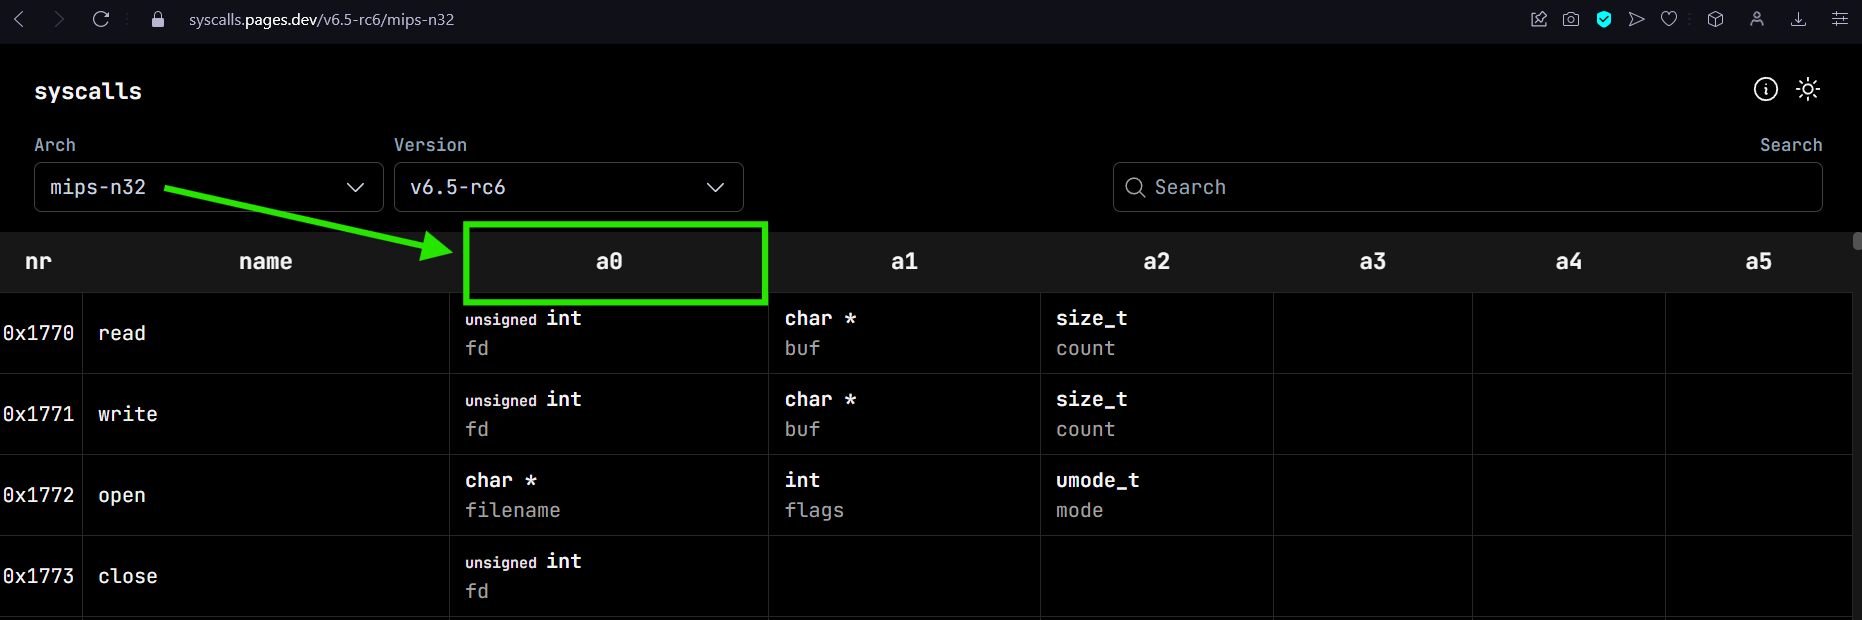 syscalls.pages.dev/v6.5-rc6/mips-n32
syscalls
Arch Version Search
mips-n32 v6.5-rc6 Search
nr name a0 a1 a2 a3 a4 a5
0x1770 read unsigned int fd char * buf size_t count
0x1771 write unsigned int fd char * buf size_t count
0x1772 open char * filename int flags umode_t mode
0x1773 close unsigned int fd